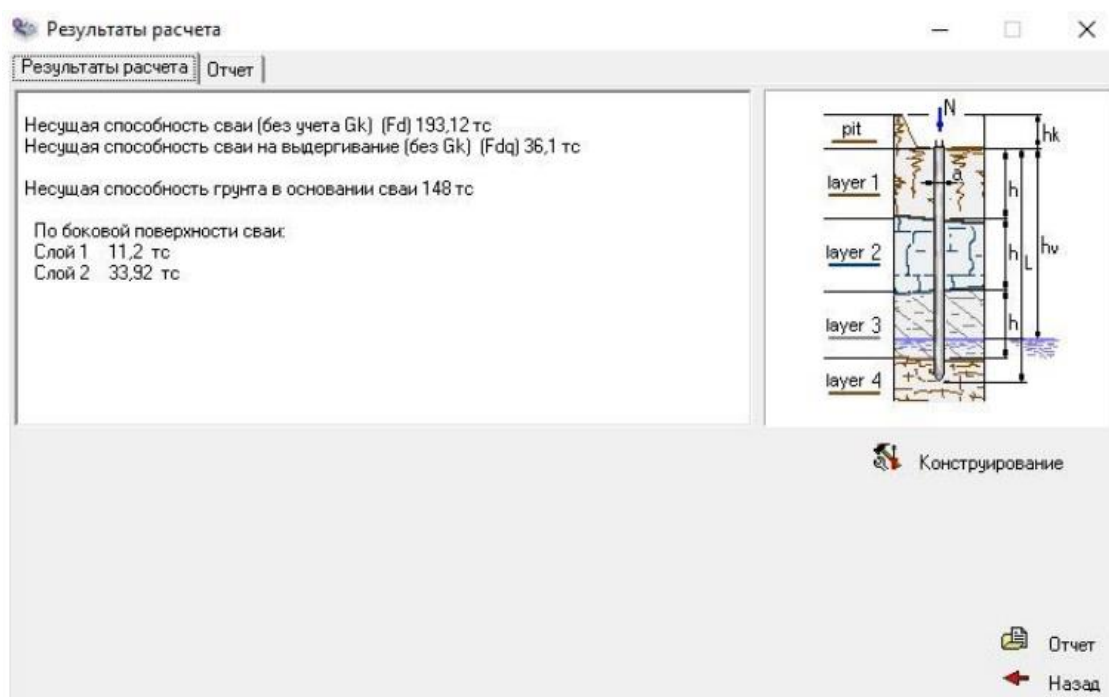 Результаты расчета
Результаты расчета
Отчет
Несущая способность сваи (без учета Gk) (Fd) 193,12 тс
Несущая способность сваи на выдергивание (без Gk) (Fdq) 36,1 тс
Несущая способность грунта в основании сваи 148 тс
По боковой поверхности сваи:
Слой 1 11,2 тс
Слой 2 33,92 тс
N
pit
hk
layer 1
a
h
layer 2
h
L
hv
layer 3
h
layer 4
Конструирование
Отчет
Назад